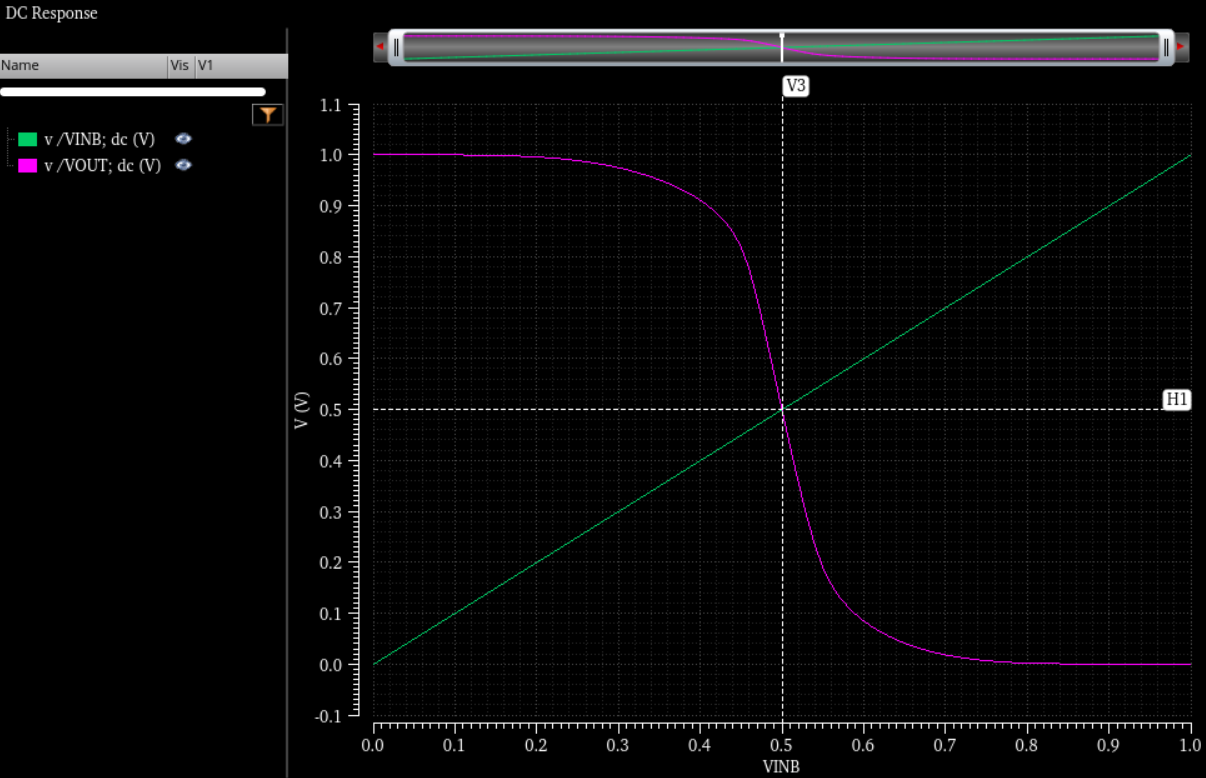 DC Response
Name Vis V1
v /VINB; dc (V)
v /VOUT; dc (V)
V3
H1
V (V)
1.1
1.0
0.9
0.8
0.7
0.6
0.5
0.4
0.3
0.2
0.1
0.0
-0.1
0.0 0.1 0.2 0.3 0.4 0.5 0.6 0.7 0.8 0.9 1.0
VINB